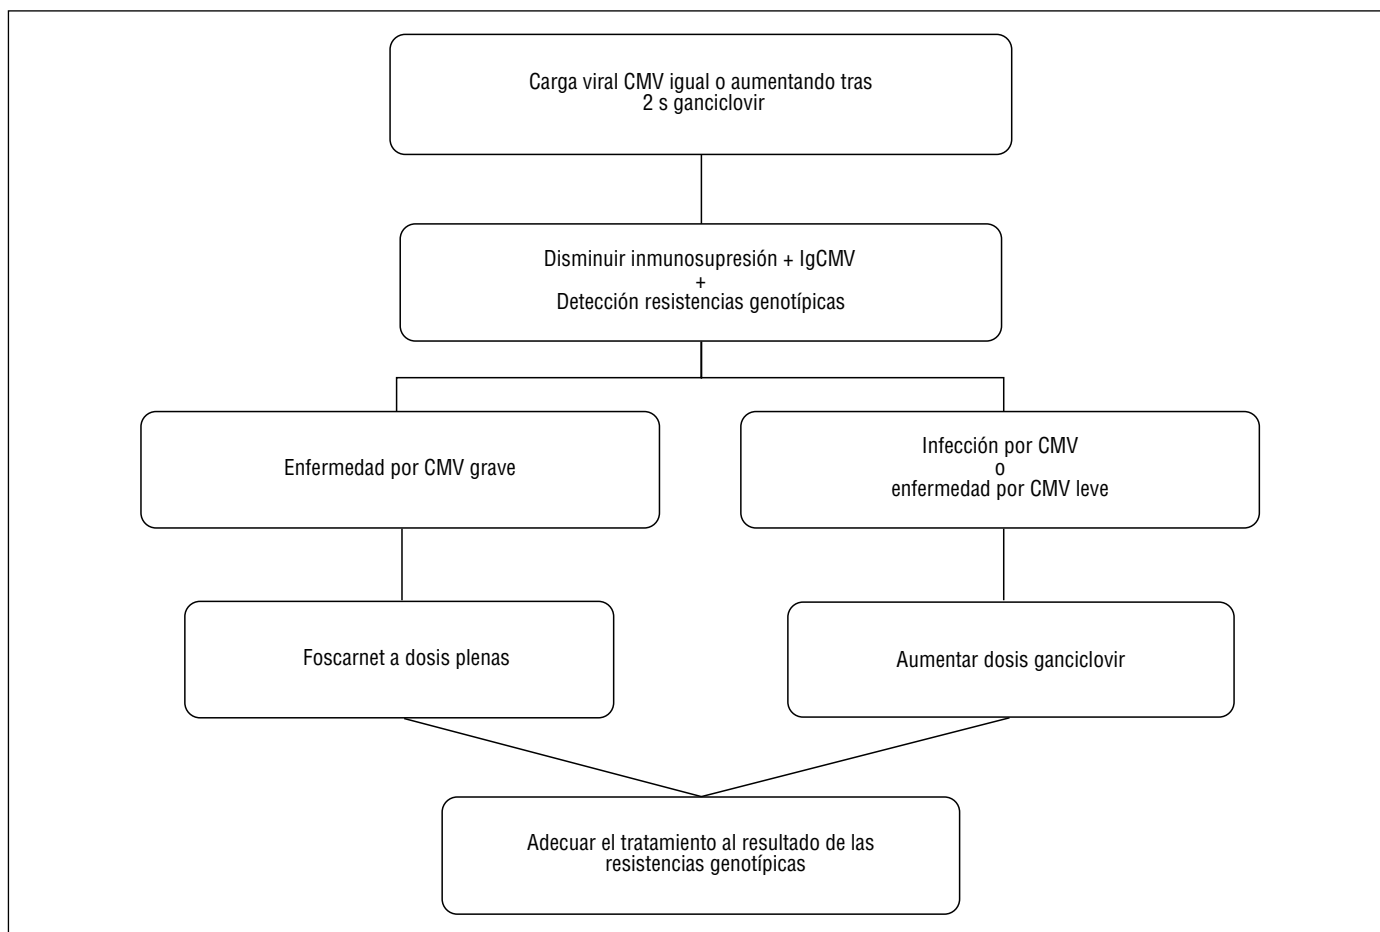 Carga viral CMV igual o aumentando tras
2 s ganciclovir
Disminuir inmunosupresión + IgCMV
+
Detección resistencias genotípicas
Enfermedad por CMV grave
Infección por CMV
o
enfermedad por CMV leve
Foscarnet a dosis plenas
Aumentar dosis ganciclovir
Adecuar el tratamiento al resultado de las
resistencias genotípicas